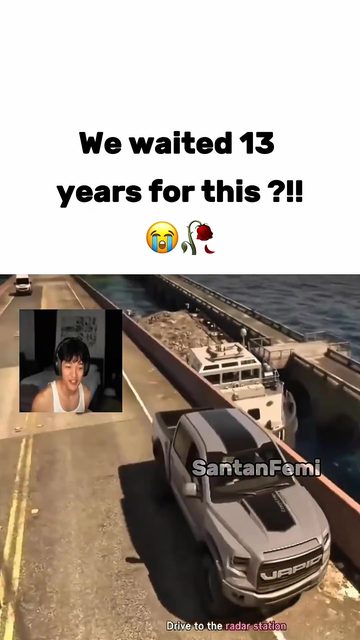 We waited 13
years for this ?!!
😭🥀
SantanFemi
VAPID
Drive to the radar station